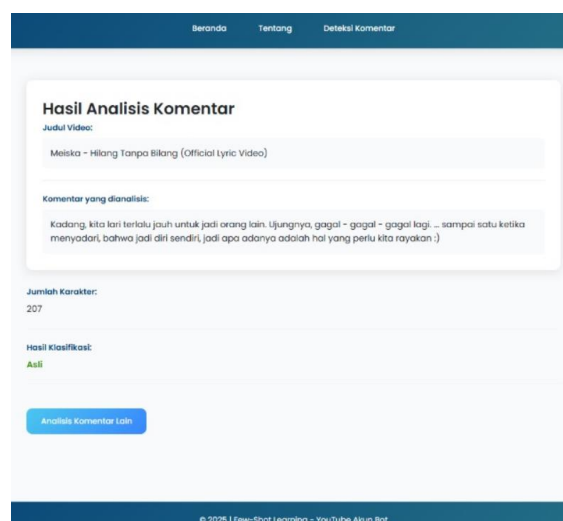 Beranda Tentang Deteksi Komentar
Hasil Analisis Komentar
Judul Video:
Meiska - Hilang Tanpa Bilang (Official Lyric Video)
Komentar yang dianalisis:
Kadang, kita lari terlalu jauh untuk jadi orang lain. Ujungnya, gagal - gagal - gagal lagi. ... sampai satu ketika
menyadari, bahwa jadi diri sendiri, jadi apa adanya adalah hal yang perlu kita rayakan :)
Jumlah Karakter:
207
Hasil Klasifikasi:
Asli
Analisis Komentar Lain
© 2025 | Few-Shot Learning - YouTube Akun Bot